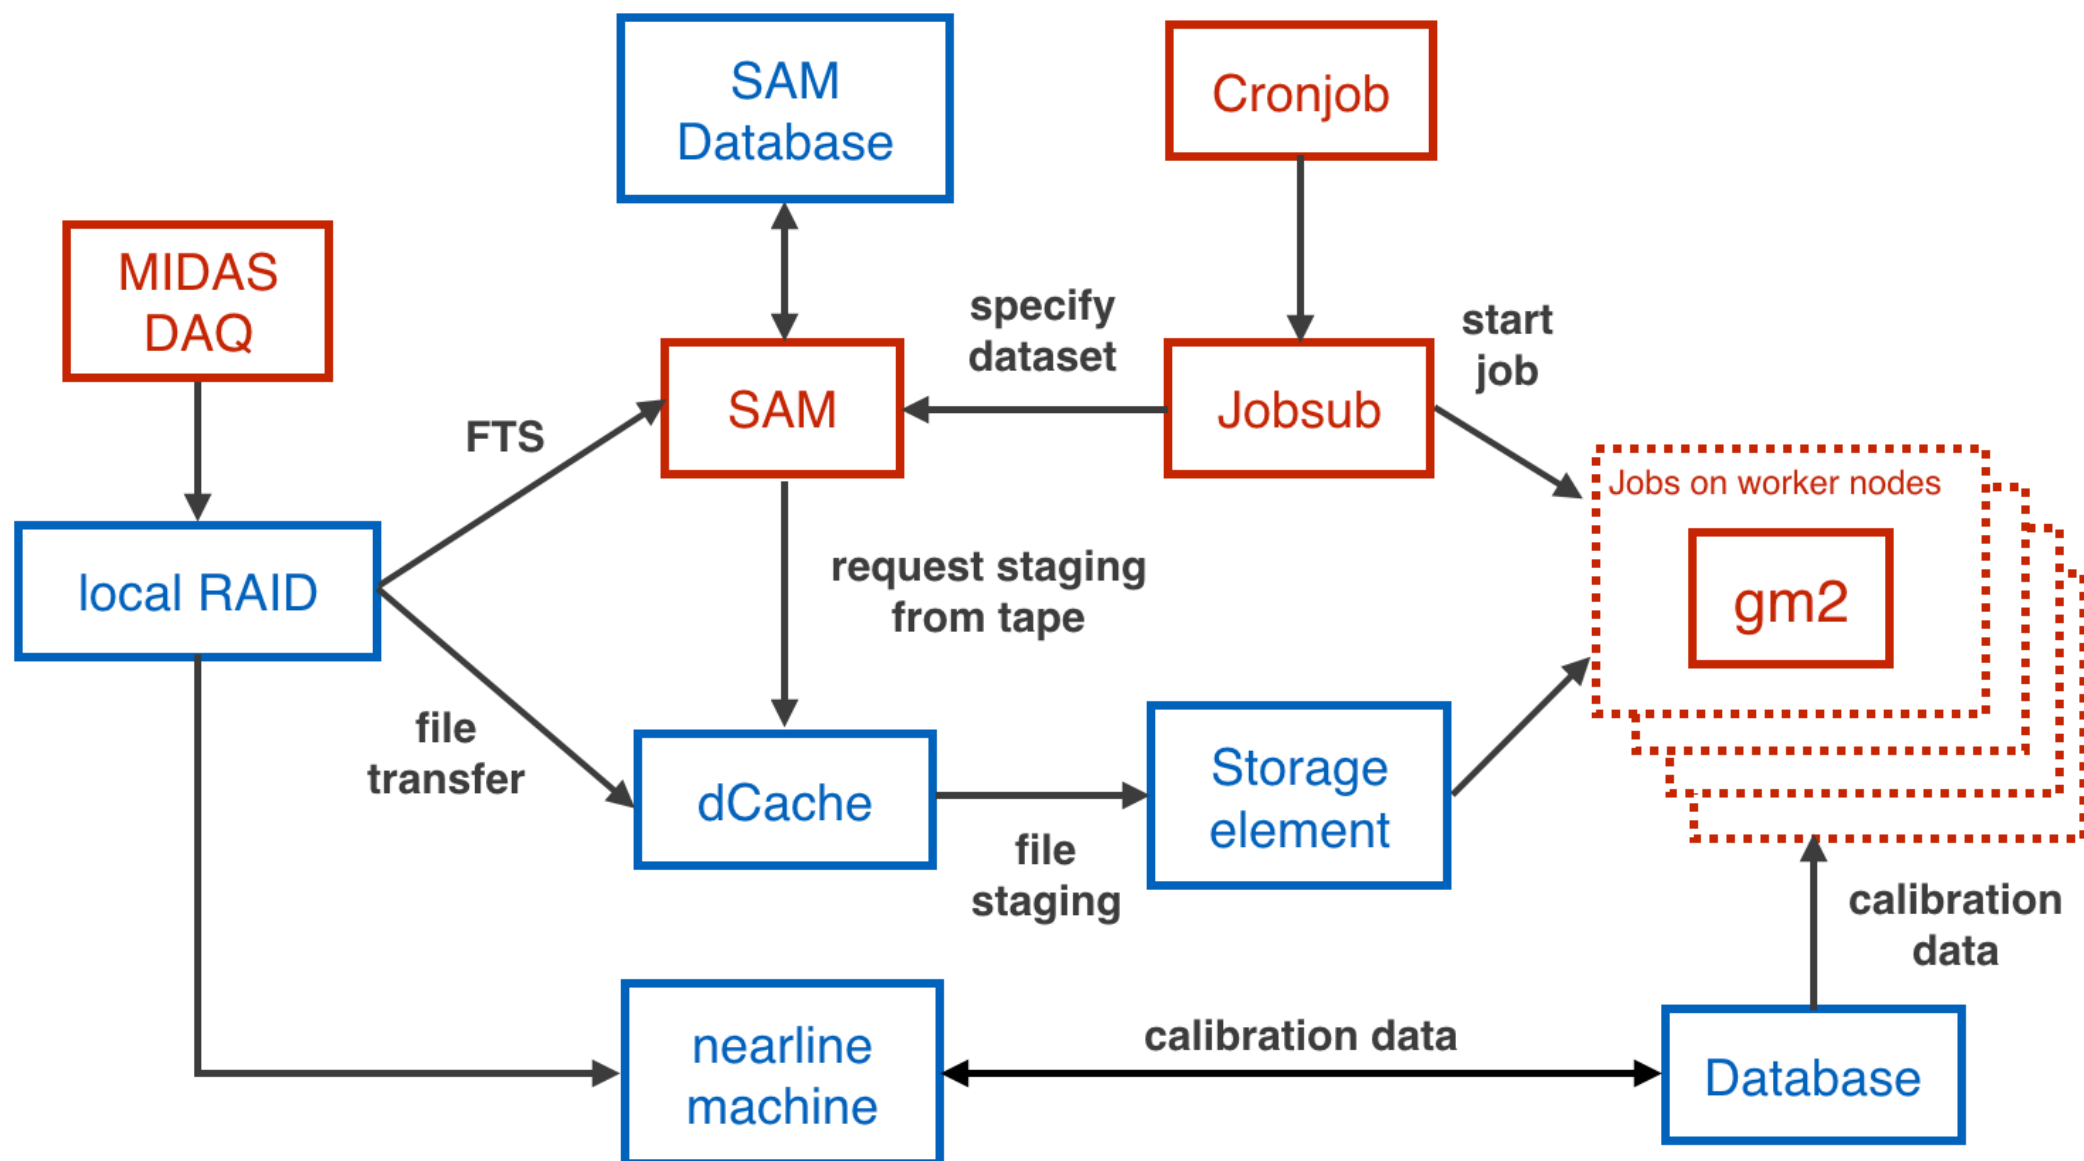 SAM
Database
Cronjob
MIDAS
DAQ
specify
dataset
start
job
FTS
SAM
Jobsub
Jobs on worker nodes
gm2
local RAID
request staging
from tape
file
transfer
dCache
Storage
element
file
staging
calibration
data
nearline
machine
calibration data
Database